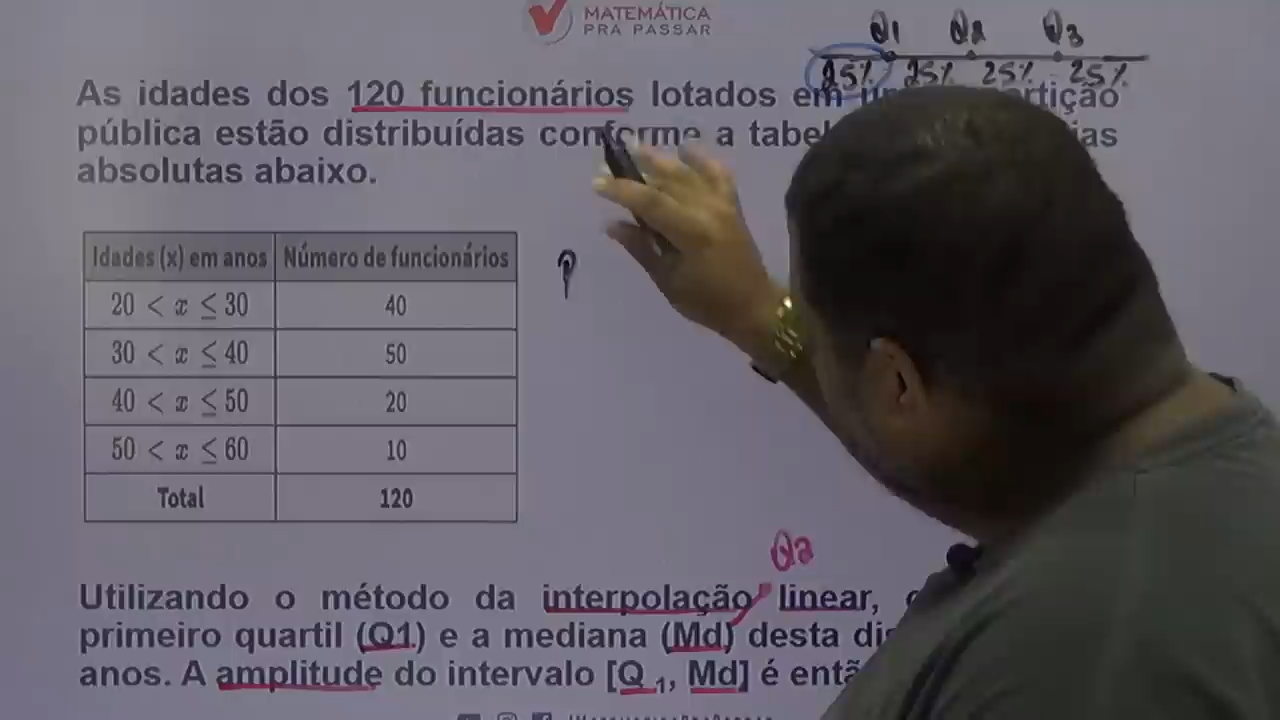 MATEMÁTICA
PRA PASSAR
Q1 Q2 Q3
25% 25% 25% 25%
As idades dos 120 funcionários lotados em
pública estão distribuídas conforme a
absolutas abaixo.
Idades (x) em anos Número de funcionários
20 < x ≤ 30 40
30 < x ≤ 40 50
40 < x ≤ 50 20
50 < x ≤ 60 10
Total 120
P
Q2
Utilizando o método da interpolação linear,
primeiro quartil (Q1) e a mediana (Md) desta
anos. A amplitude do intervalo [Q 1, Md] é